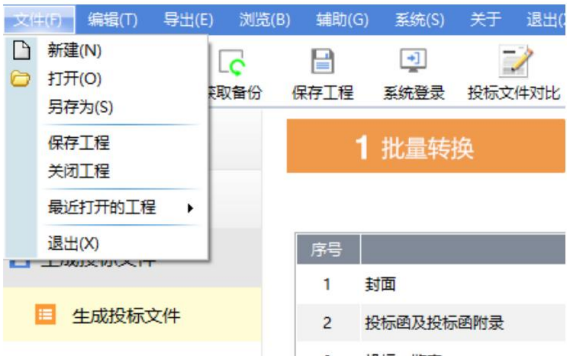 文件(F) 编辑(T) 导出(E) 浏览(B) 辅助(G) 系统(S) 关于 退出(
新建(N)
打开(O)
另存为(S)
保存工程
关闭工程
最近打开的工程
退出(X)
取备份 保存工程 系统登录 投标文件对比
1 批量转换
生成投标文件
序号
1 封面
2 投标函及投标函附录